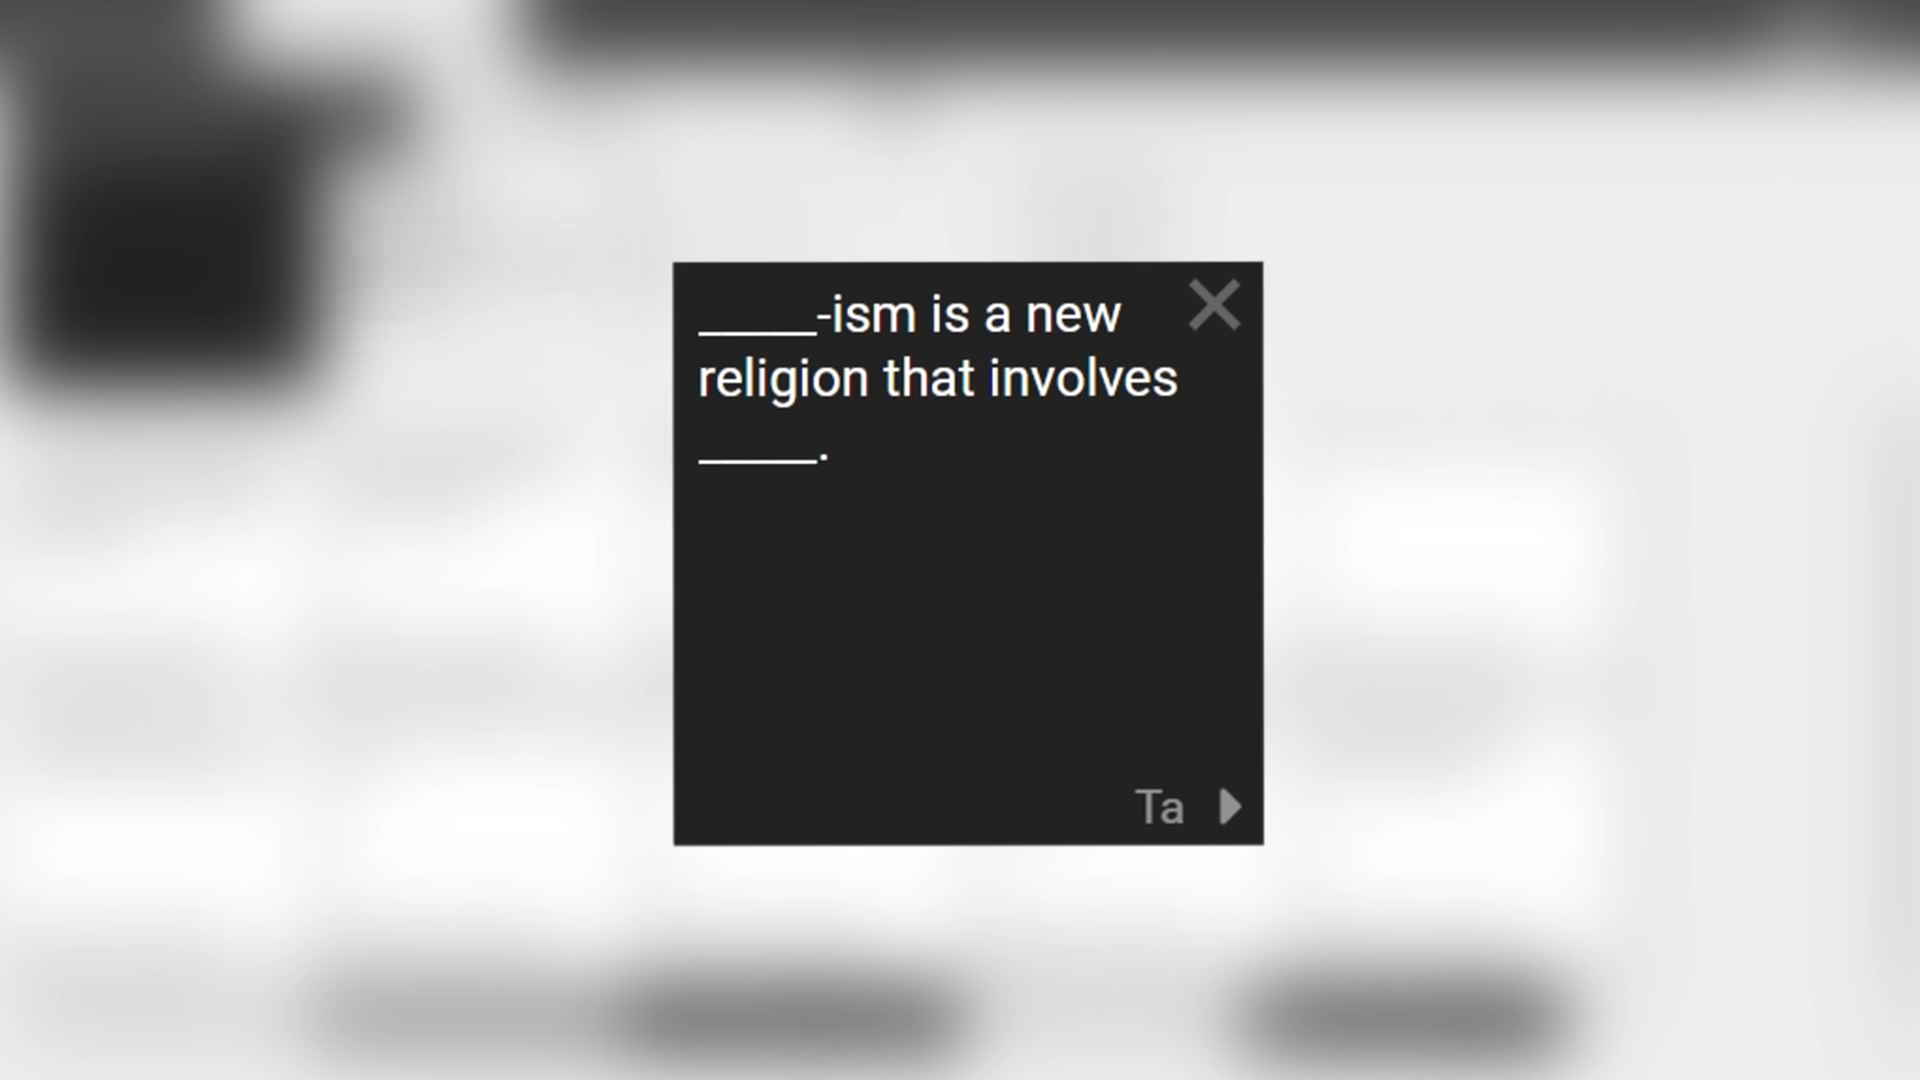 _____-ism is a new
religion that involves
_____.
Ta